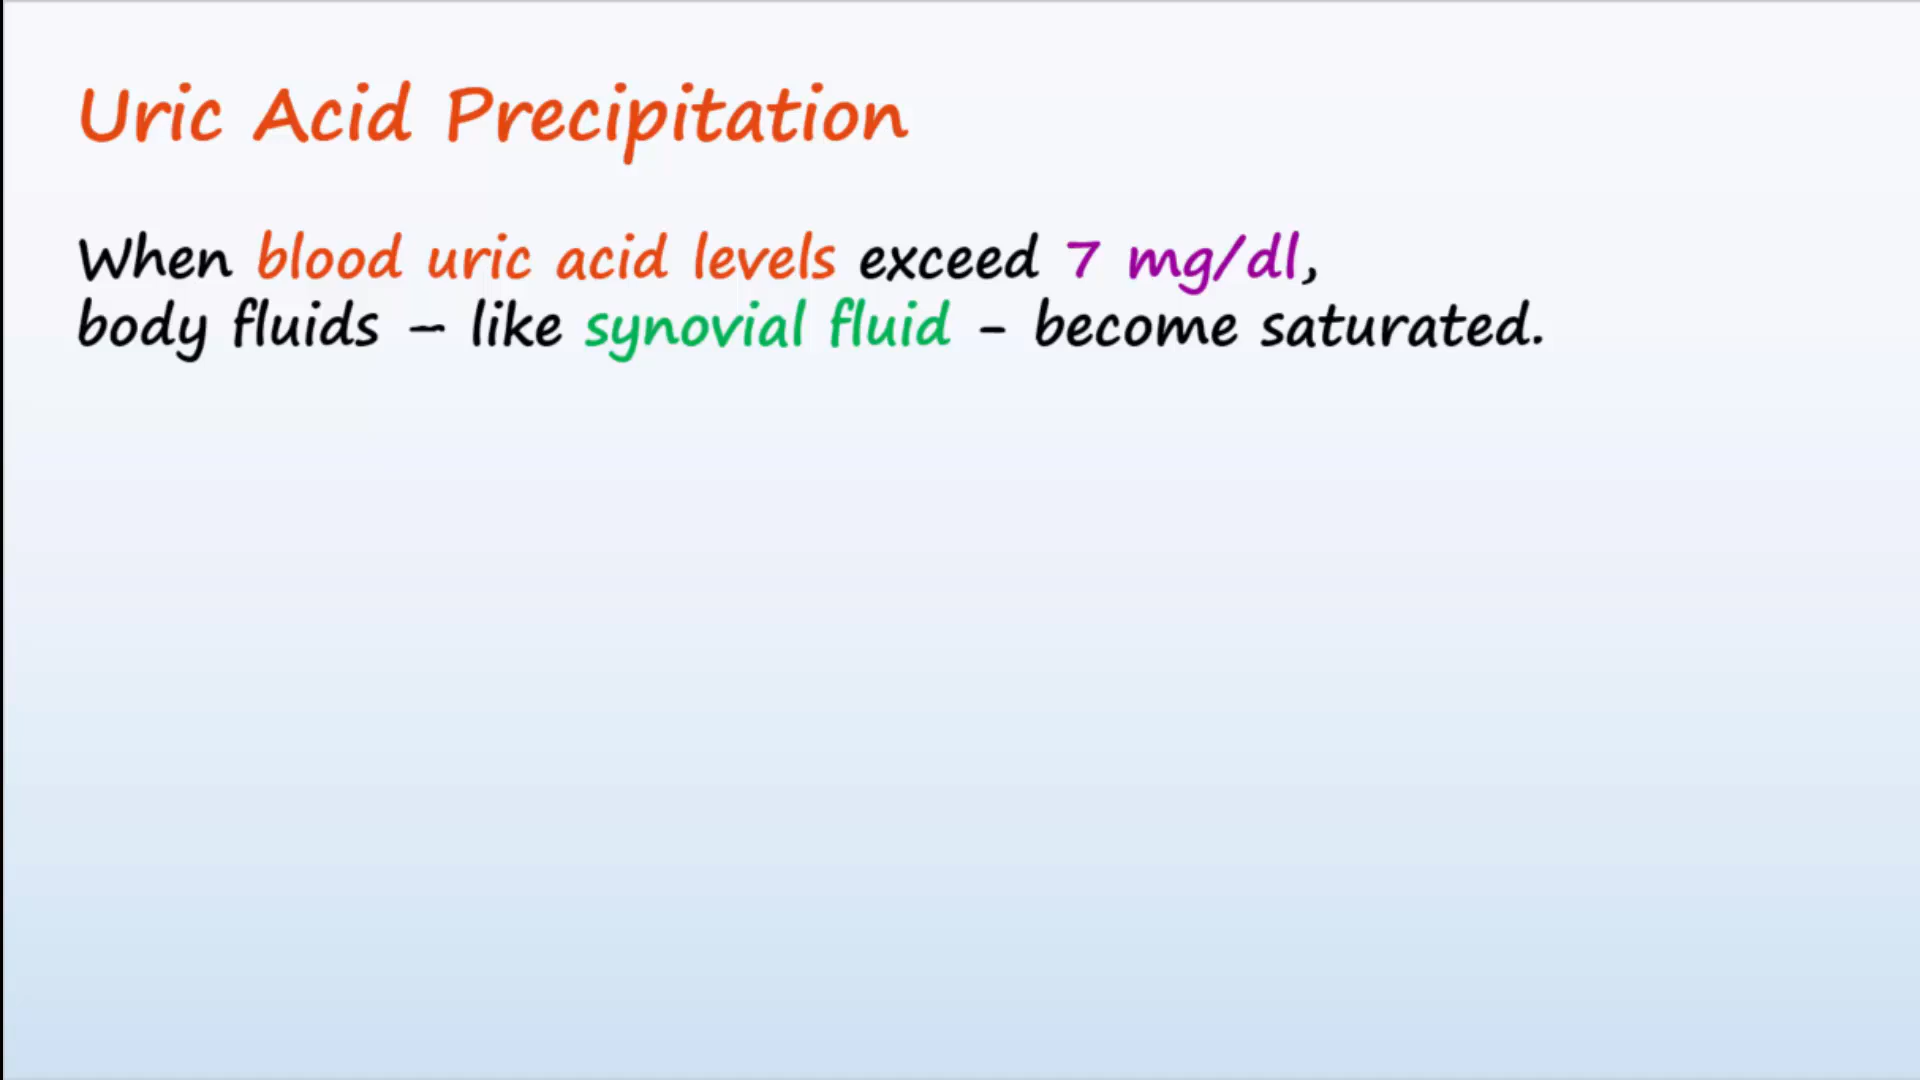 Uric Acid Precipitation
When blood uric acid levels exceed 7 mg/dl,
body fluids – like synovial fluid - become saturated.